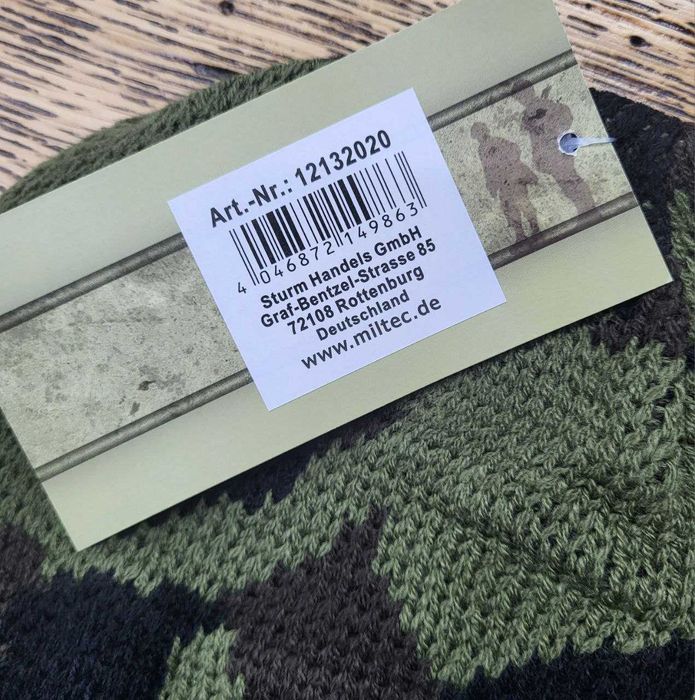 Art.-Nr.: 12132020
4 046872 149863
Sturm Handels GmbH
Graf-Bentzel-Strasse 85
72108 Rottenburg
Deutschland
www.miltec.de